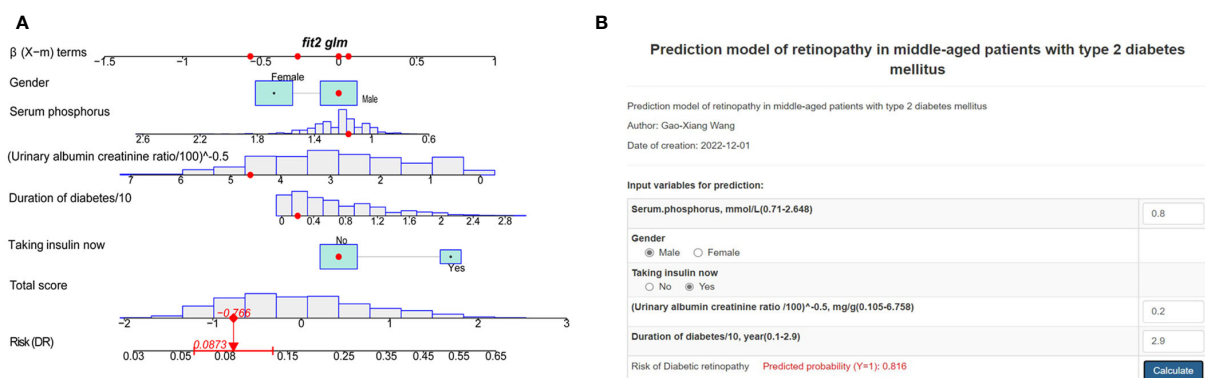 A
fit2 glm
β (X−m) terms
−1.5 −1 −0.5 0 0.5 1
Gender
Female
Male
Serum phosphorus
2.6 2.2 1.8 1.4 1 0.6
(Urinary albumin creatinine ratio/100)^-0.5
7 6 5 4 3 2 1 0
Duration of diabetes/10
0 0.4 0.8 1.2 1.6 2 2.4 2.8
Taking insulin now
No
Yes
Total score
−0.766
−2 −1 0 1 2 3
Risk (DR)
0.0873
0.03 0.05 0.08 0.15 0.25 0.35 0.45 0.55 0.65
B
Prediction model of retinopathy in middle-aged patients with type 2 diabetes
mellitus
Prediction model of retinopathy in middle-aged patients with type 2 diabetes mellitus
Author: Gao-Xiang Wang
Date of creation: 2022-12-01
Input variables for prediction:
Serum.phosphorus, mmol/L(0.71-2.648) 0.8
Gender
Male Female
Taking insulin now
No Yes
(Urinary albumin creatinine ratio /100)^-0.5, mg/g(0.105-6.758) 0.2
Duration of diabetes/10, year(0.1-2.9) 2.9
Risk of Diabetic retinopathy Predicted probability (Y=1): 0.816 Calculate